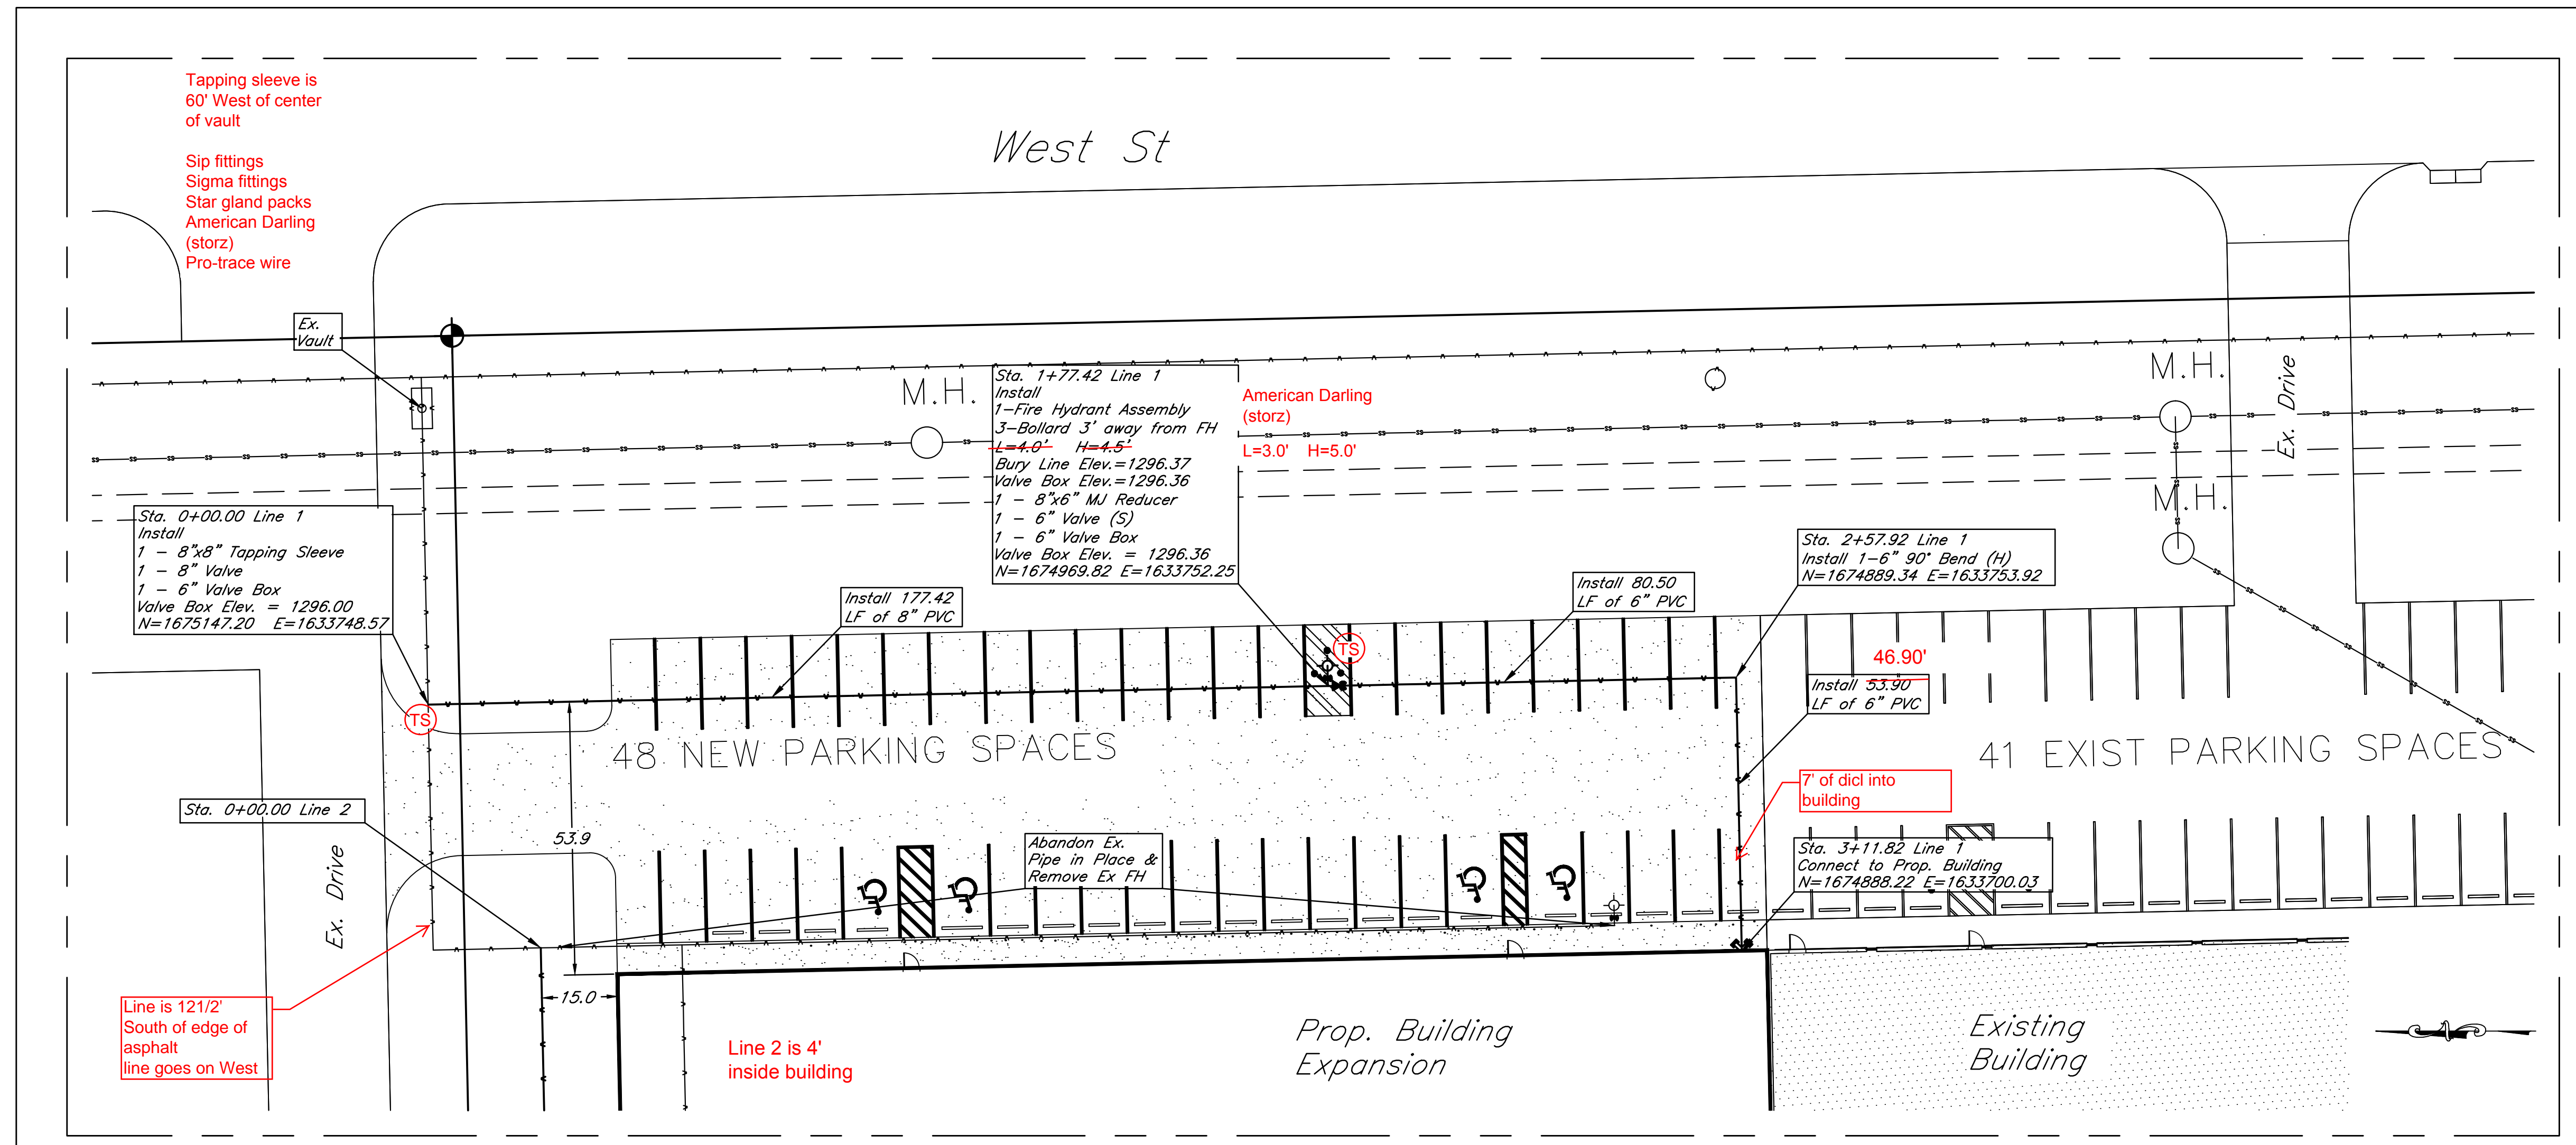 Tapping sleeve is
60' West of center
of vault
Sip fittings
Sigma fittings
Star gland packs
American Darling
(storz)
Pro-trace wire
West St
Ex.
Vault
M.H.
Sta. 1+77.42 Line 1
Install
1-Fire Hydrant Assembly
3-Bollard 3' away from FH
L=4.0' H=4.5'
Bury Line Elev.=1296.37
Valve Box Elev.=1296.36
1 - 8"x6" MJ Reducer
1 - 6" Valve (S)
1 - 6" Valve Box
Valve Box Elev. = 1296.36
N=1674969.82 E=1633752.25
American Darling
(storz)
L=3.0' H=5.0'
M.H.
M.H.
Ex. Drive
Sta. 0+00.00 Line 1
Install
1 - 8"x8" Tapping Sleeve
1 - 8" Valve
1 - 6" Valve Box
Valve Box Elev. = 1296.00
N=1675147.20 E=1633748.57
Install 177.42
LF of 8" PVC
Install 80.50
LF of 6" PVC
Sta. 2+57.92 Line 1
Install 1-6" 90° Bend (H)
N=1674889.34 E=1633753.92
TS
TS
46.90'
Install 53.90
LF of 6" PVC
48 NEW PARKING SPACES
41 EXIST PARKING SPACES
7' of dicl into
building
Sta. 0+00.00 Line 2
53.9
Ex. Drive
Abandon Ex.
Pipe in Place &
Remove Ex FH
Sta. 3+11.82 Line 1
Connect to Prop. Building
N=1674888.22 E=1633700.03
15.0
Line is 121/2'
South of edge of
asphalt
line goes on West
Line 2 is 4'
inside building
Prop. Building
Expansion
Existing
Building